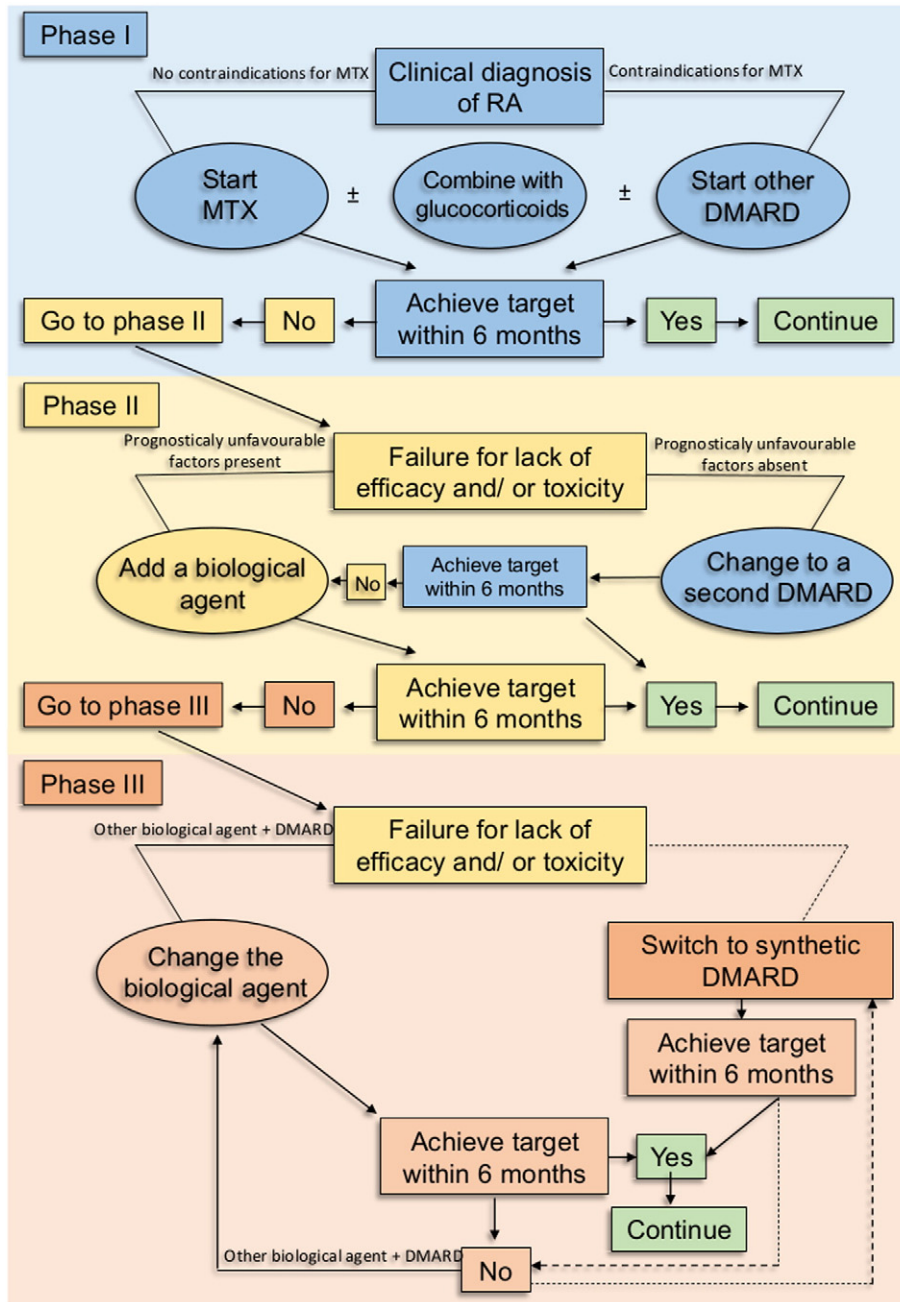 Phase I
No contraindications for MTX
Clinical diagnosis
of RA
Contraindications for MTX
Start
MTX
±
Combine with
glucocorticoids
±
Start other
DMARD
Go to phase II
No
Achieve target
within 6 months
Yes
Continue
Phase II
Prognosticaly unfavourable
factors present
Failure for lack of
efficacy and/ or toxicity
Prognosticaly unfavourable
factors absent
Add a biological
agent
No
Achieve target
within 6 months
Change to a
second DMARD
Go to phase III
No
Achieve target
within 6 months
Yes
Continue
Phase III
Other biological agent + DMARD
Failure for lack of
efficacy and/ or toxicity
Change the
biological agent
Switch to synthetic
DMARD
Achieve target
within 6 months
Achieve target
within 6 months
Yes
Continue
Other biological agent + DMARD
No